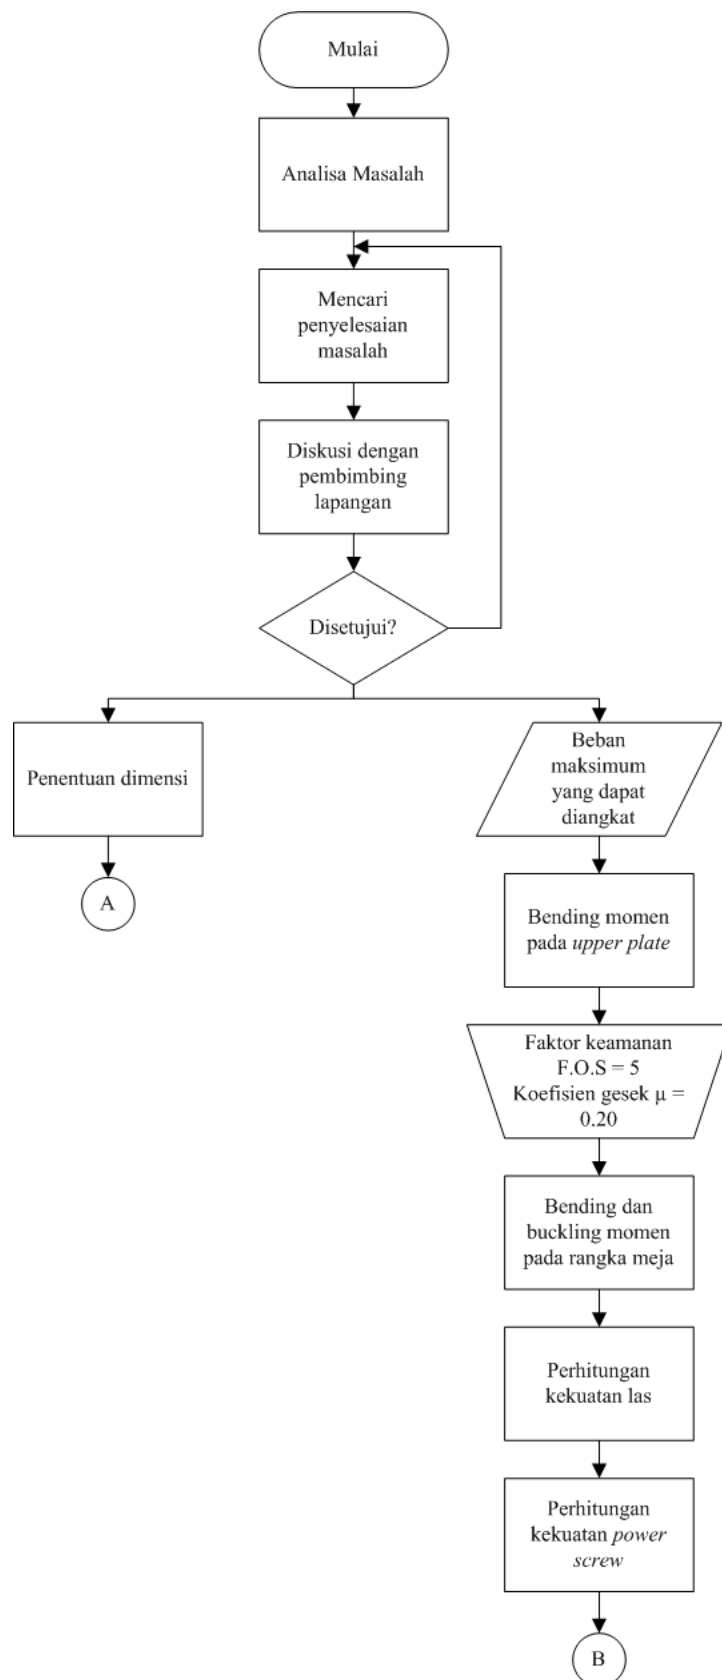 Mulai
Analisa Masalah
Mencari
penyelesaian
masalah
Diskusi dengan
pembimbing
lapangan
Disetujui?
Penentuan dimensi
A
Beban
maksimum
yang dapat
diangkat
Bending momen
pada upper plate
Faktor keamanan
F.O.S = 5
Koefisien gesek µ =
0.20
Bending dan
buckling momen
pada rangka meja
Perhitungan
kekuatan las
Perhitungan
kekuatan power
screw
B